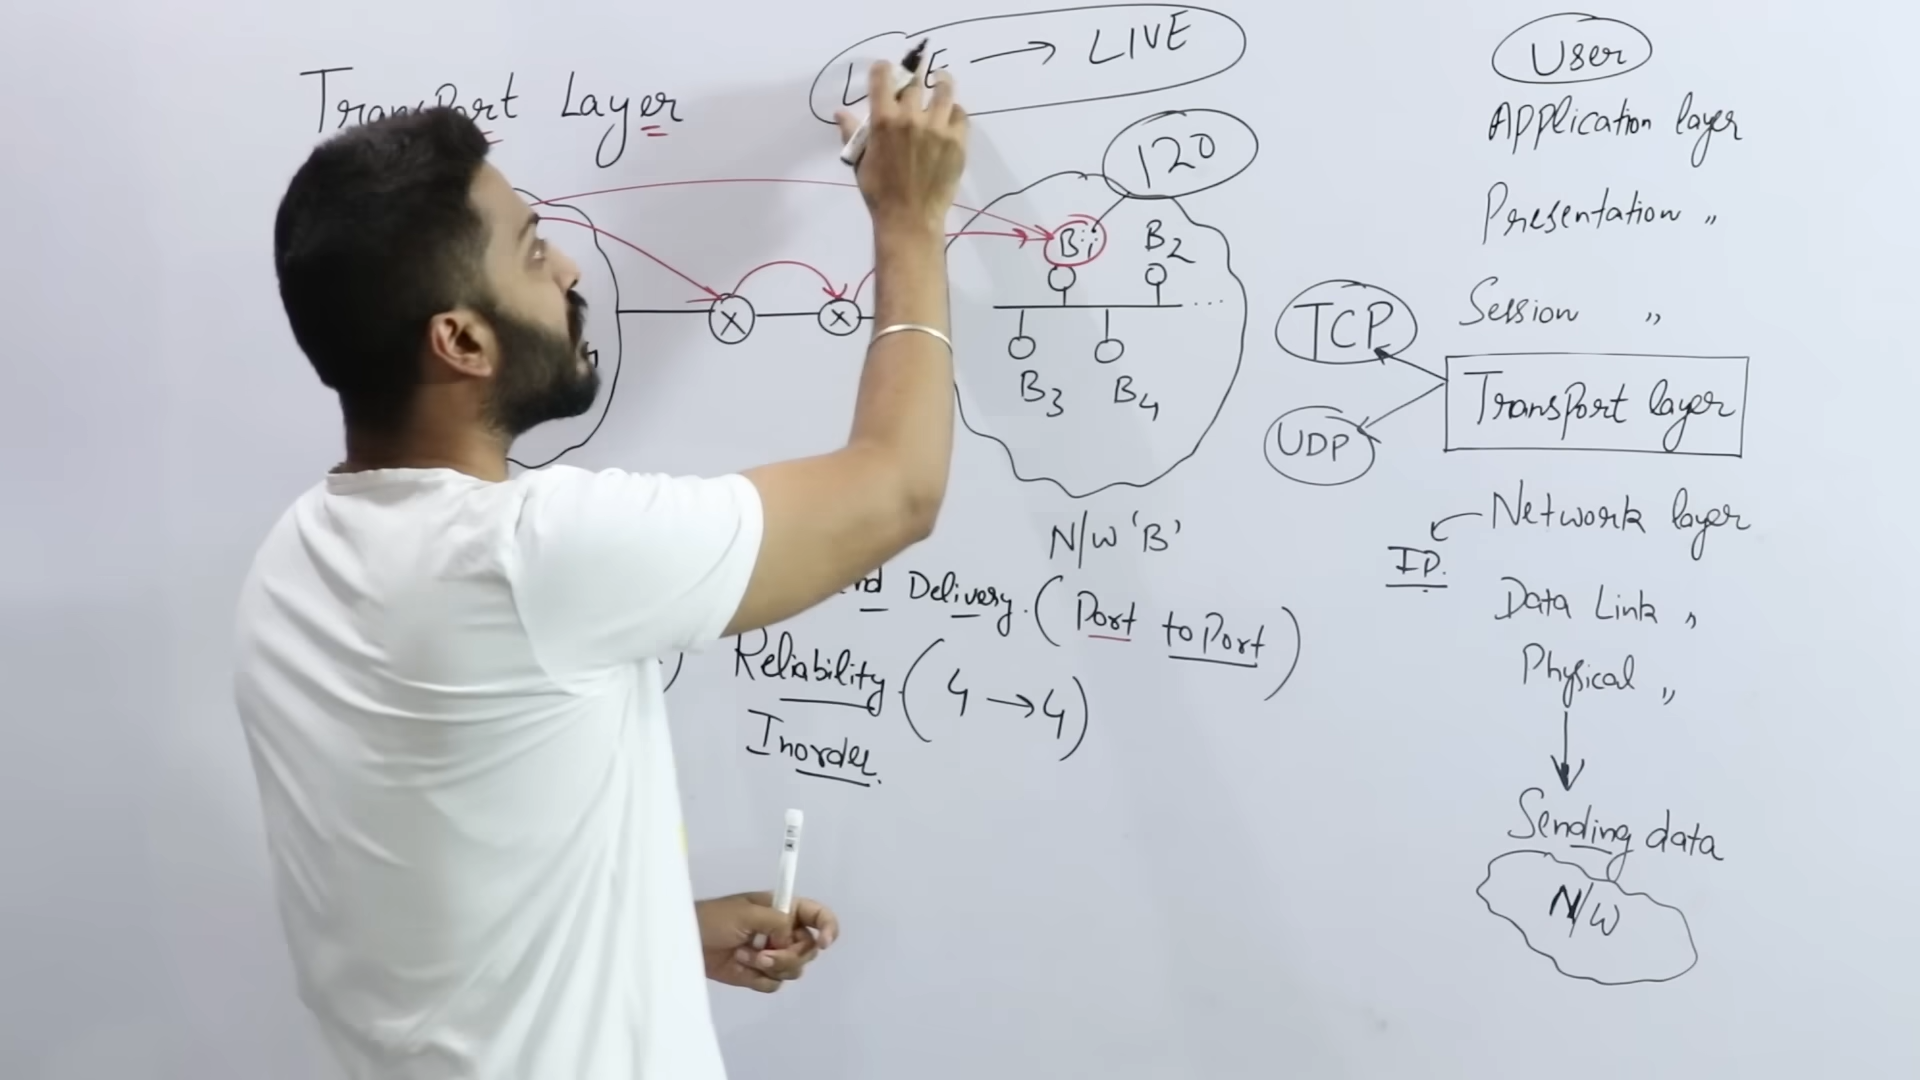 Transport Layer
LIVE
120
B1
B2
X
X
B3
B4
N/W 'B'
Delivery. (Port to Port)
Reliability (4 → 4)
Inorder.
User
Application layer
Presentation "
Session "
TCP
Transport layer
UDP
Network layer
IP.
Data Link "
Physical "
Sending data
N/W